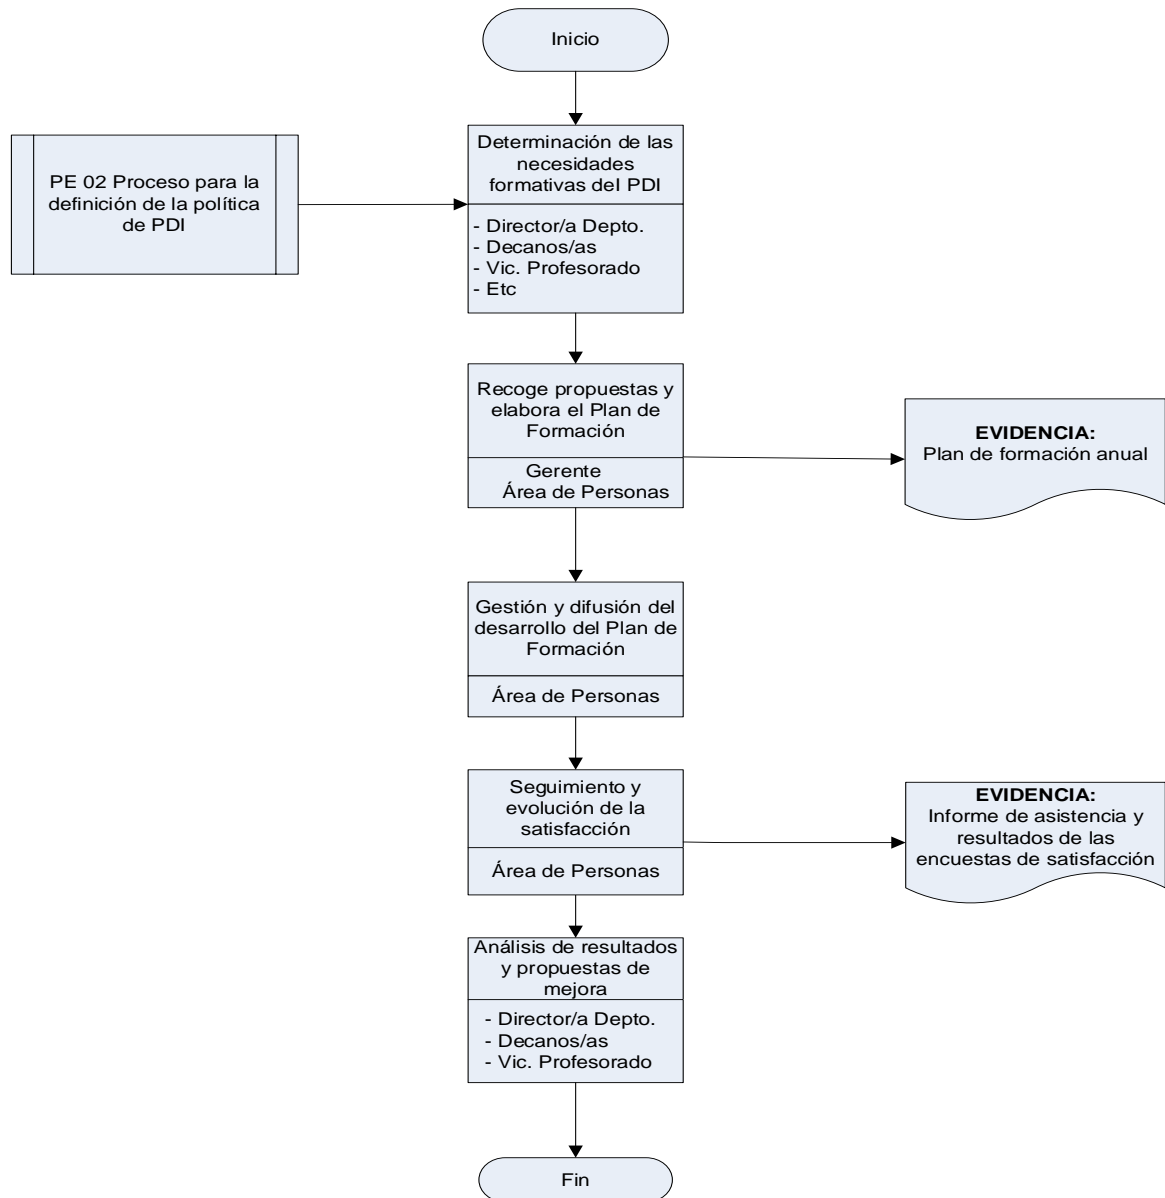 Inicio
PE 02 Proceso para la
definición de la política
de PDI
Determinación de las
necesidades
formativas del PDI
- Director/a Depto.
- Decanos/as
- Vic. Profesorado
- Etc
Recoge propuestas y
elabora el Plan de
Formación
Gerente
Área de Personas
EVIDENCIA:
Plan de formación anual
Gestión y difusión del
desarrollo del Plan de
Formación
Área de Personas
Seguimiento y
evolución de la
satisfacción
Área de Personas
EVIDENCIA:
Informe de asistencia y
resultados de las
encuestas de satisfacción
Análisis de resultados
y propuestas de
mejora
- Director/a Depto.
- Decanos/as
- Vic. Profesorado
Fin